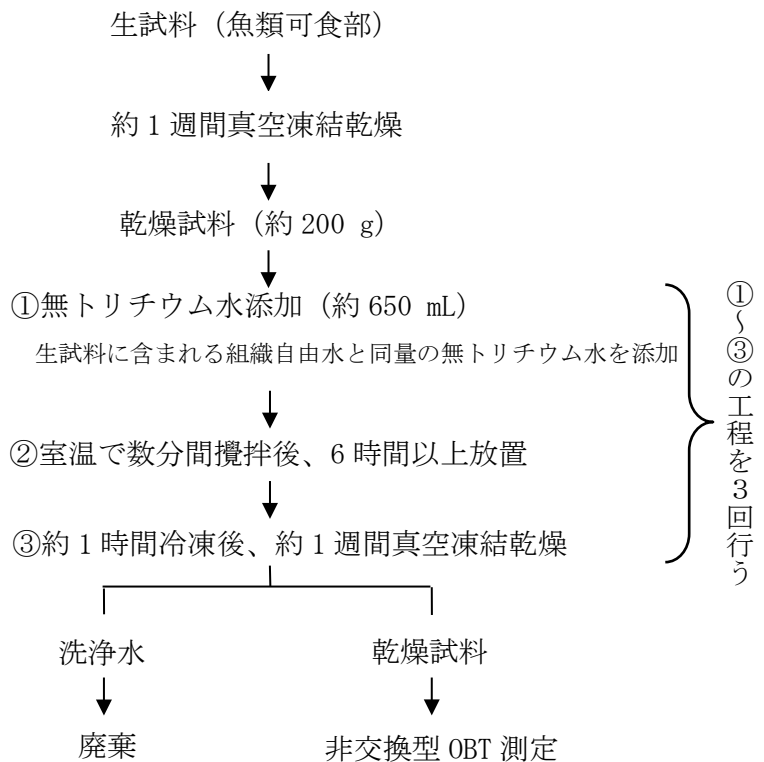 生試料 (魚類可食部)
約 1 週間真空凍結乾燥
乾燥試料 (約 200 g)
①無トリチウム水添加 (約 650 mL)
生試料に含まれる組織自由水と同量の無トリチウム水を添加
②室温で数分間攪拌後、6 時間以上放置
③約 1 時間冷凍後、約 1 週間真空凍結乾燥
①～③の工程を３回行う
洗浄水
乾燥試料
廃棄
非交換型 OBT 測定